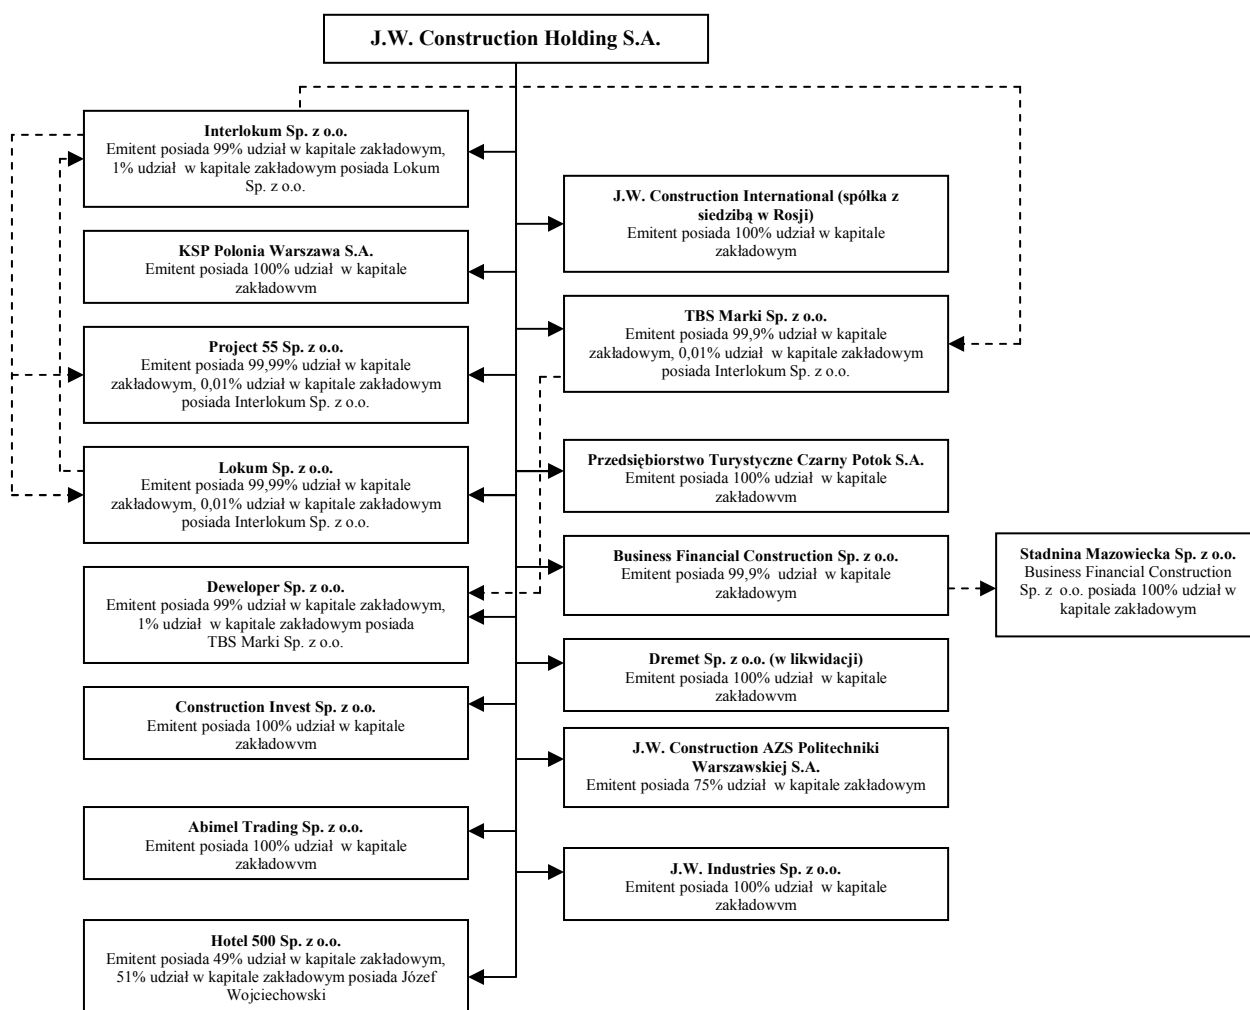 J.W. Construction Holding S.A.
Interlokum Sp. z o.o.
Emitent posiada 99% udział w kapitale zakładowym,
1% udział w kapitale zakładowym posiada Lokum
Sp. z o.o.
KSP Polonia Warszawa S.A.
Emitent posiada 100% udział w kapitale
zakładowym
Project 55 Sp. z o.o.
Emitent posiada 99,99% udział w kapitale
zakładowym, 0,01% udział w kapitale zakładowym
posiada Interlokum Sp. z o.o.
Lokum Sp. z o.o.
Emitent posiada 99,99% udział w kapitale
zakładowym, 0,01% udział w kapitale zakładowym
posiada Interlokum Sp. z o.o.
Deweloper Sp. z o.o.
Emitent posiada 99% udział w kapitale zakładowym,
1% udział w kapitale zakładowym posiada
TBS Marki Sp. z o.o.
Construction Invest Sp. z o.o.
Emitent posiada 100% udział w kapitale
zakładowym
Abimel Trading Sp. z o.o.
Emitent posiada 100% udział w kapitale
zakładowym
Hotel 500 Sp. z o.o.
Emitent posiada 49% udział w kapitale zakładowym,
51% udział w kapitale zakładowym posiada Józef
Wojciechowski
J.W. Construction International (spółka z
siedzibą w Rosji)
Emitent posiada 100% udział w kapitale
zakładowym
TBS Marki Sp. z o.o.
Emitent posiada 99,9% udział w kapitale
zakładowym, 0,01% udział w kapitale zakładowym
posiada Interlokum Sp. z o.o.
Przedsiębiorstwo Turystyczne Czarny Potok S.A.
Emitent posiada 100% udział w kapitale
zakładowym
Business Financial Construction Sp. z o.o.
Emitent posiada 99,9% udział w kapitale
zakładowym
Stadnina Mazowiecka Sp. z o.o.
Business Financial Construction
Sp. z o.o. posiada 100% udział w
kapitale zakładowym
Dremet Sp. z o.o. (w likwidacji)
Emitent posiada 100% udział w kapitale
zakładowym
J.W. Construction AZS Politechniki
Warszawskiej S.A.
Emitent posiada 75% udział w kapitale zakładowym
J.W. Industries Sp. z o.o.
Emitent posiada 100% udział w kapitale
zakładowym